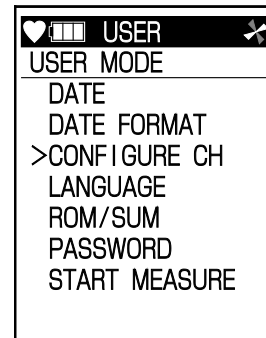 USER
USER MODE
DATE
DATE FORMAT
>CONFIGURE CH
LANGUAGE
ROM/SUM
PASSWORD
START MEASURE